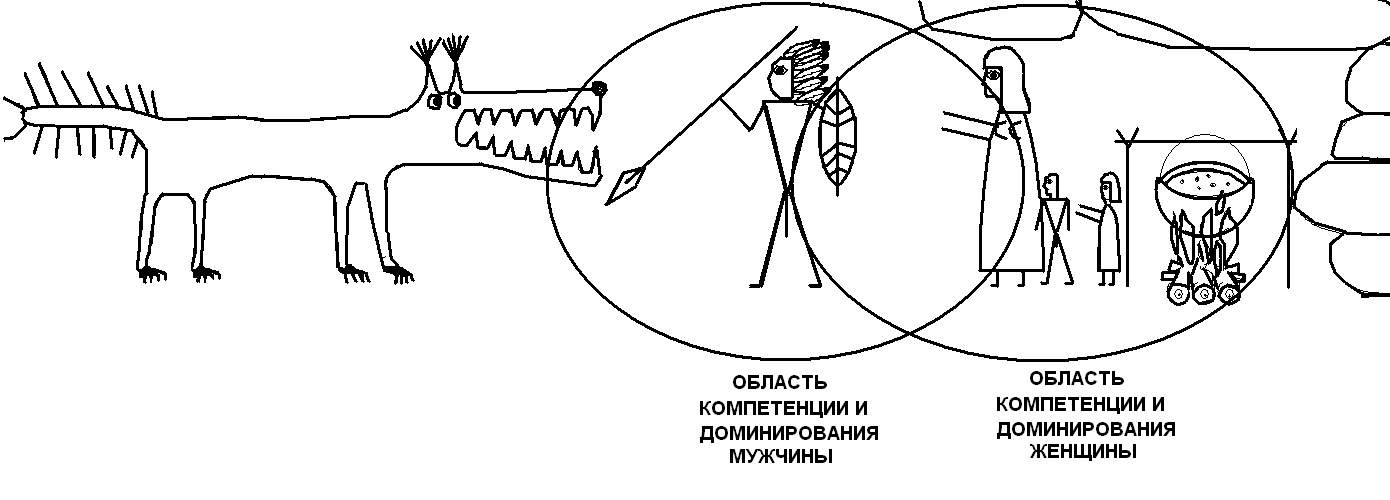 ОБЛАСТЬ
КОМПЕТЕНЦИИ И
ДОМИНИРОВАНИЯ
МУЖЧИНЫ
ОБЛАСТЬ
КОМПЕТЕНЦИИ И
ДОМИНИРОВАНИЯ
ЖЕНЩИНЫ